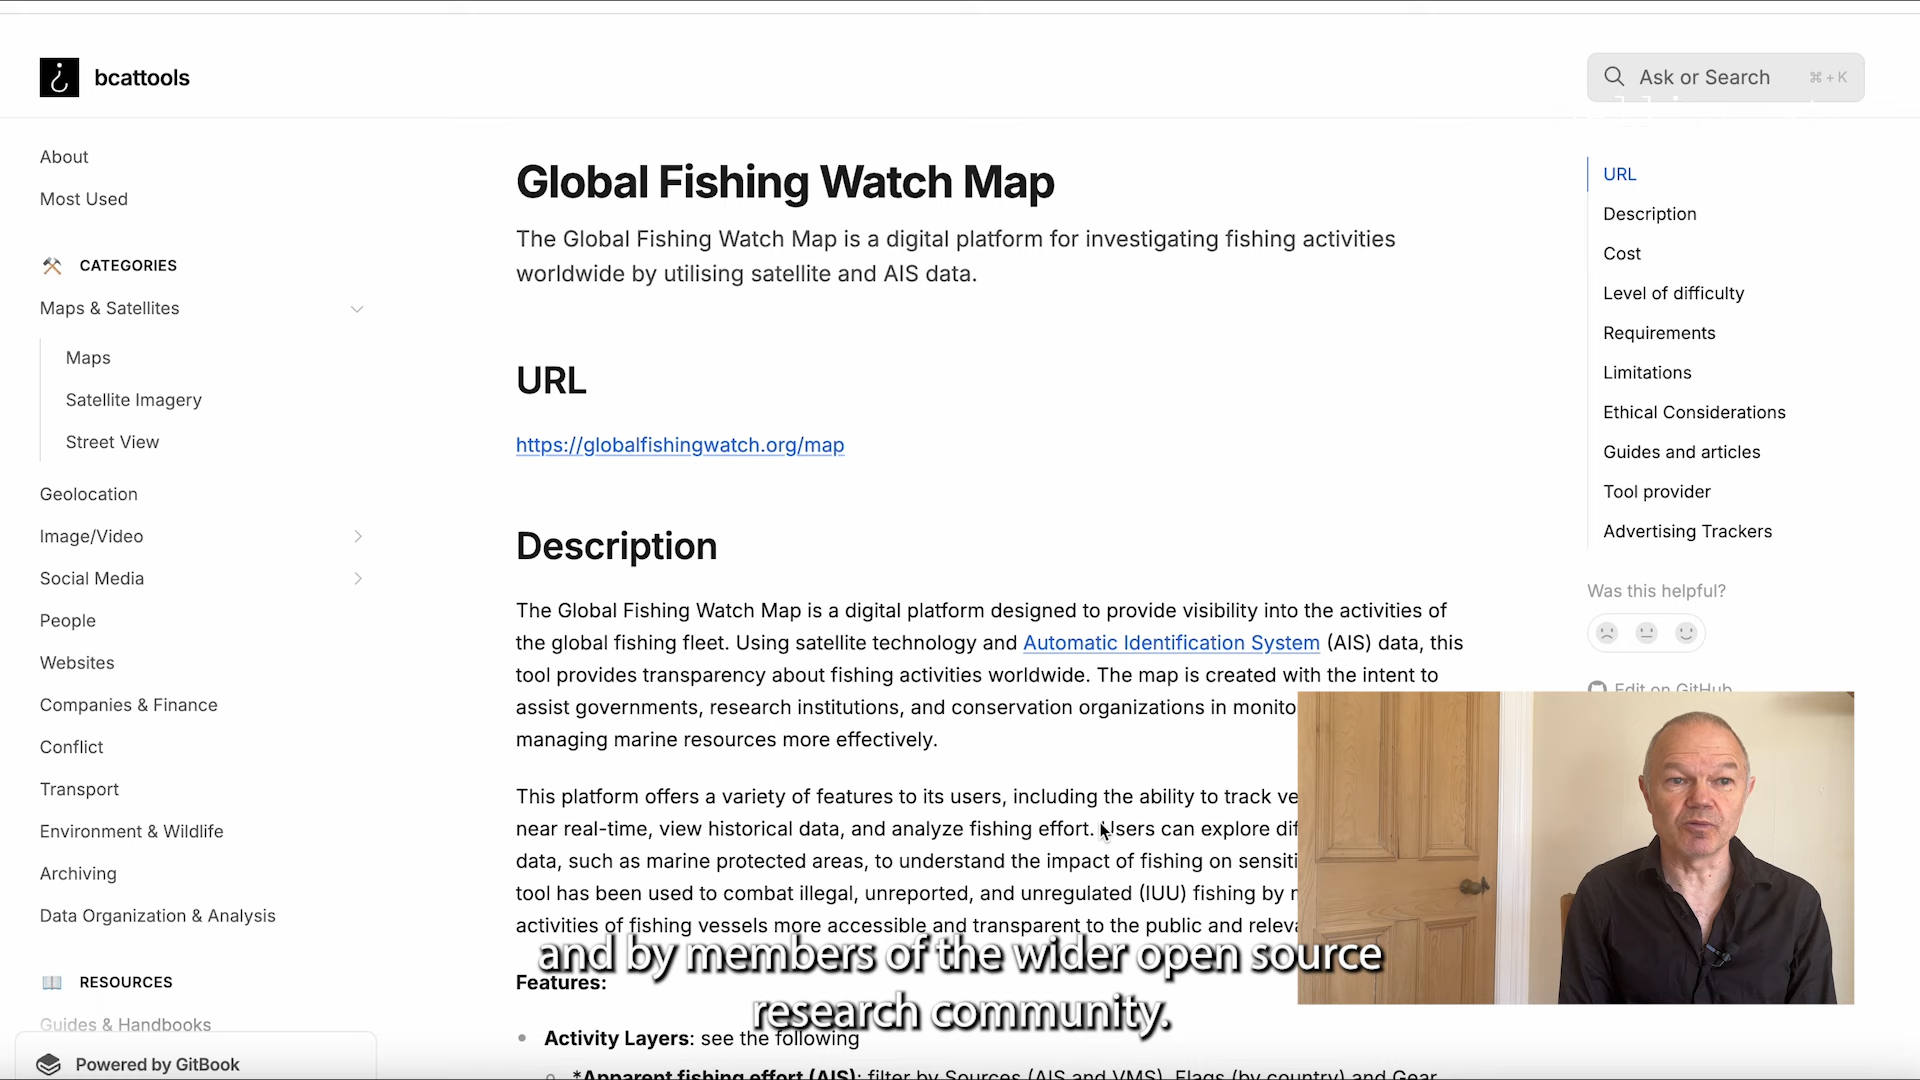 bcattools
Ask or Search
⌘ + K
About
Most Used
CATEGORIES
Maps & Satellites
Maps
Satellite Imagery
Street View
Geolocation
Image/Video
Social Media
People
Websites
Companies & Finance
Conflict
Transport
Environment & Wildlife
Archiving
Data Organization & Analysis
RESOURCES
Guides & Handbooks
Powered by GitBook
Global Fishing Watch Map
The Global Fishing Watch Map is a digital platform for investigating fishing activities
worldwide by utilising satellite and AIS data.
URL
https://globalfishingwatch.org/map
Description
The Global Fishing Watch Map is a digital platform designed to provide visibility into the activities of
the global fishing fleet. Using satellite technology and Automatic Identification System (AIS) data, this
tool provides transparency about fishing activities worldwide. The map is created with the intent to
assist governments, research institutions, and conservation organizations in
managing marine resources more effectively.
This platform offers a variety of features to its users, including the ability to track
near real-time, view historical data, and analyze fishing effort. Users can explore
data, such as marine protected areas, to understand the impact of fishing on
tool has been used to combat illegal, unreported, and unregulated (IUU) fishing by
activities of fishing vessels more accessible and transparent to the public and
and by members of the wider open source
Features:
research community.
Activity Layers: see the following
*Apparent fishing effort (AIS): filter by Sources (AIS and VMS), Flags (by country) and Gear
URL
Description
Cost
Level of difficulty
Requirements
Limitations
Ethical Considerations
Guides and articles
Tool provider
Advertising Trackers
Was this helpful?
Edit on GitHub